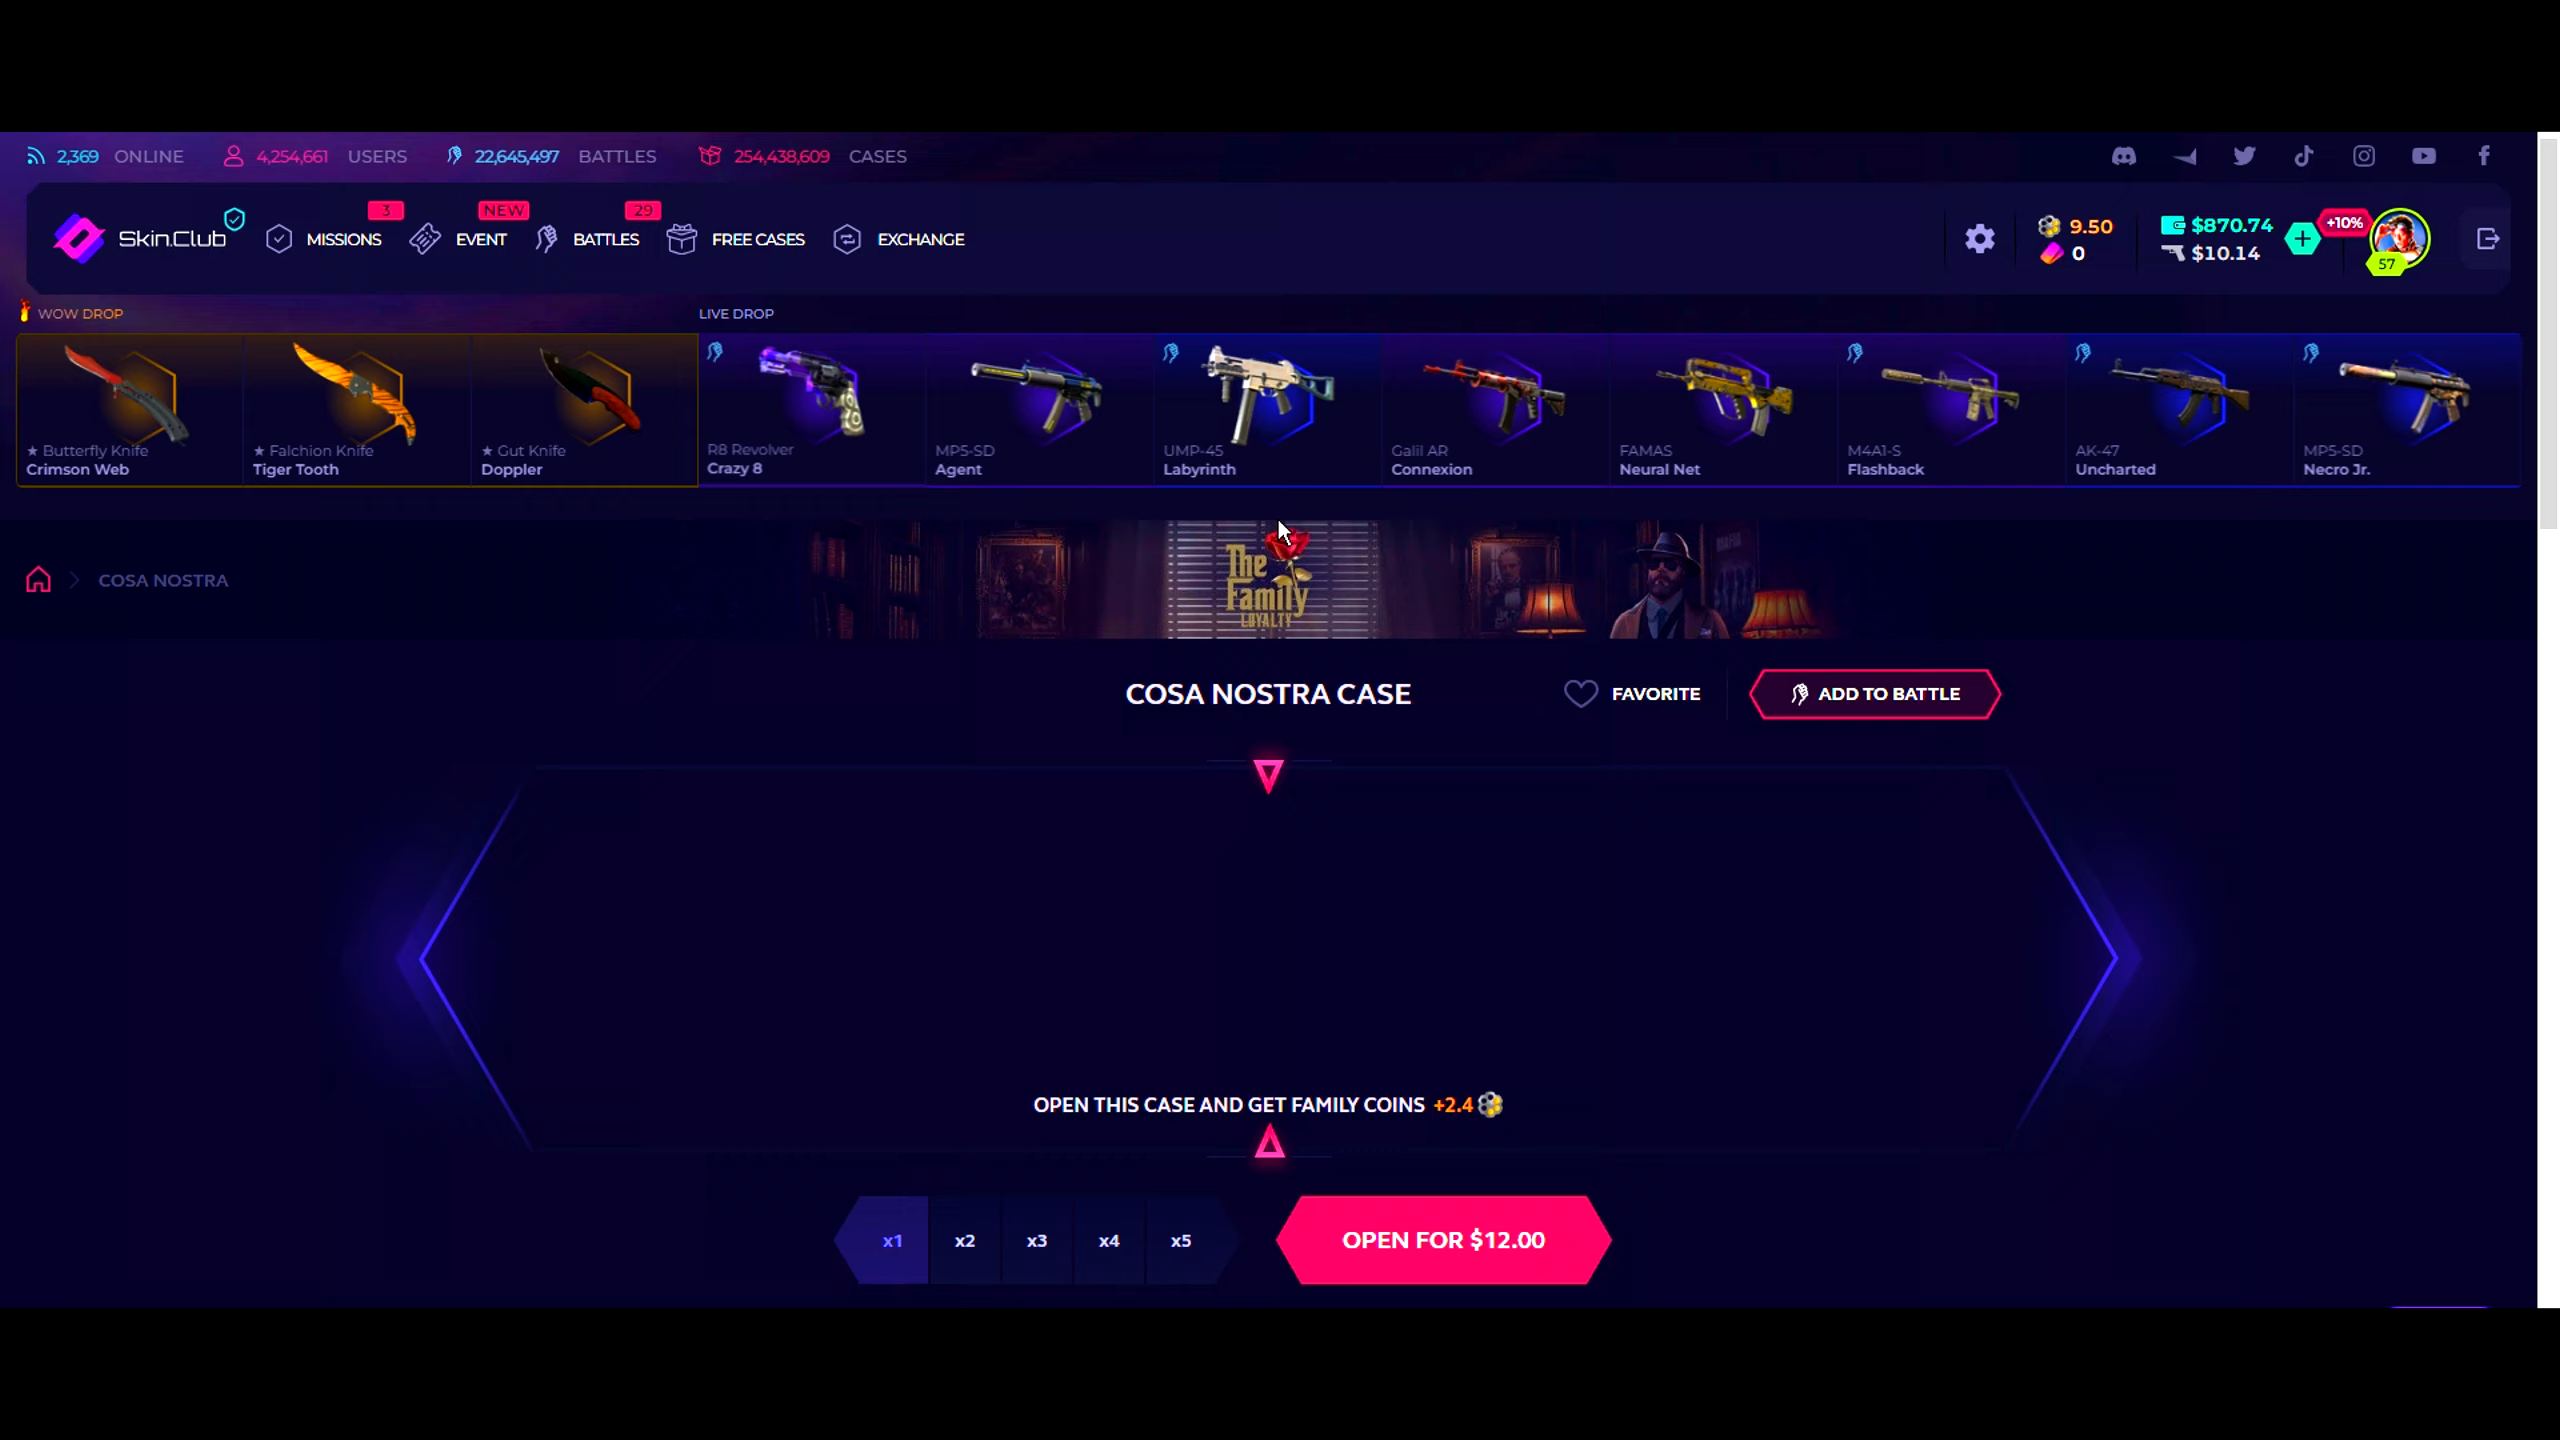 2,369 ONLINE 4,254,661 USERS 22,645,497 BATTLES 254,438,609 CASES
3 NEW 29
Skin.Club MISSIONS EVENT BATTLES FREE CASES EXCHANGE
9.50 $870.74 +10%
0 $10.14 57
WOW DROP LIVE DROP
★ Butterfly Knife ★ Falchion Knife ★ Gut Knife R8 Revolver MP5-SD UMP-45 Galil AR FAMAS M4A1-S AK-47 MP5-SD
Crimson Web Tiger Tooth Doppler Crazy 8 Agent Labyrinth Connexion Neural Net Flashback Uncharted Necro Jr.
The
Family
LOYALTY
COSA NOSTRA
COSA NOSTRA CASE FAVORITE ADD TO BATTLE
OPEN THIS CASE AND GET FAMILY COINS +2.4
x1 x2 x3 x4 x5 OPEN FOR $12.00